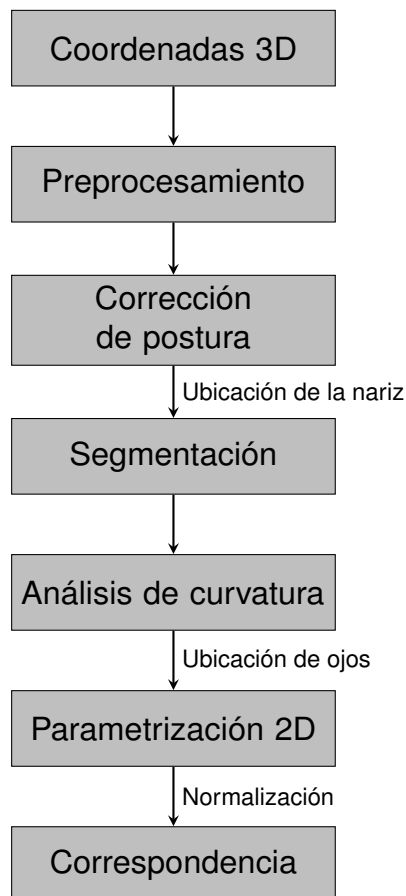 Coordenadas 3D
Preprocesamiento
Corrección
de postura
Ubicación de la nariz
Segmentación
Análisis de curvatura
Ubicación de ojos
Parametrización 2D
Normalización
Correspondencia